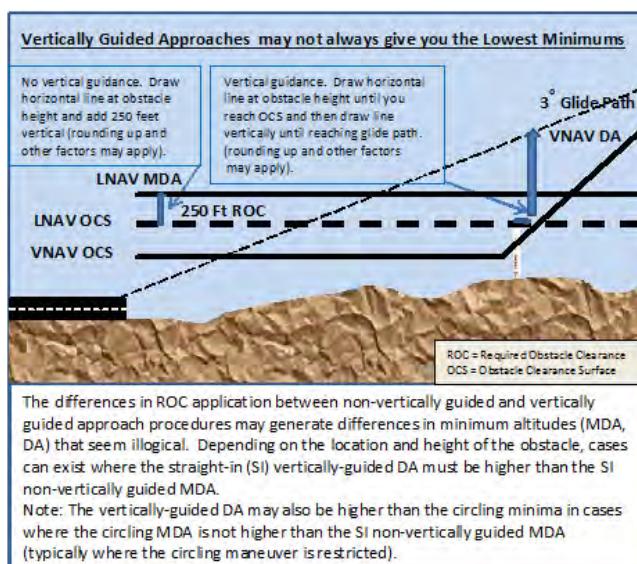 Vertically Guided Approaches may not always give you the Lowest Minimums
No vertical guidance. Draw
horizontal line at obstacle
height and add 250 feet
vertical (rounding up and
other factors may apply).
Vertical guidance. Draw horizontal
line at obstacle height until you
reach OCS and then draw line
vertically until reaching glide path.
(rounding up and other factors
may apply).
3° Glide Path
VNAV DA
LNAV MDA
250 Ft ROC
LNAV OCS
VNAV OCS
ROC = Required Obstacle Clearance
OCS = Obstacle Clearance Surface
The differences in ROC application between non-vertically guided and vertically
guided approach procedures may generate differences in minimum altitudes (MDA,
DA) that seem illogical. Depending on the location and height of the obstacle, cases
can exist where the straight-in (SI) vertically-guided DA must be higher than the SI
non-vertically guided MDA.
Note: The vertically-guided DA may also be higher than the circling minima in cases
where the circling MDA is not higher than the SI non-vertically guided MDA
(typically where the circling maneuver is restricted).